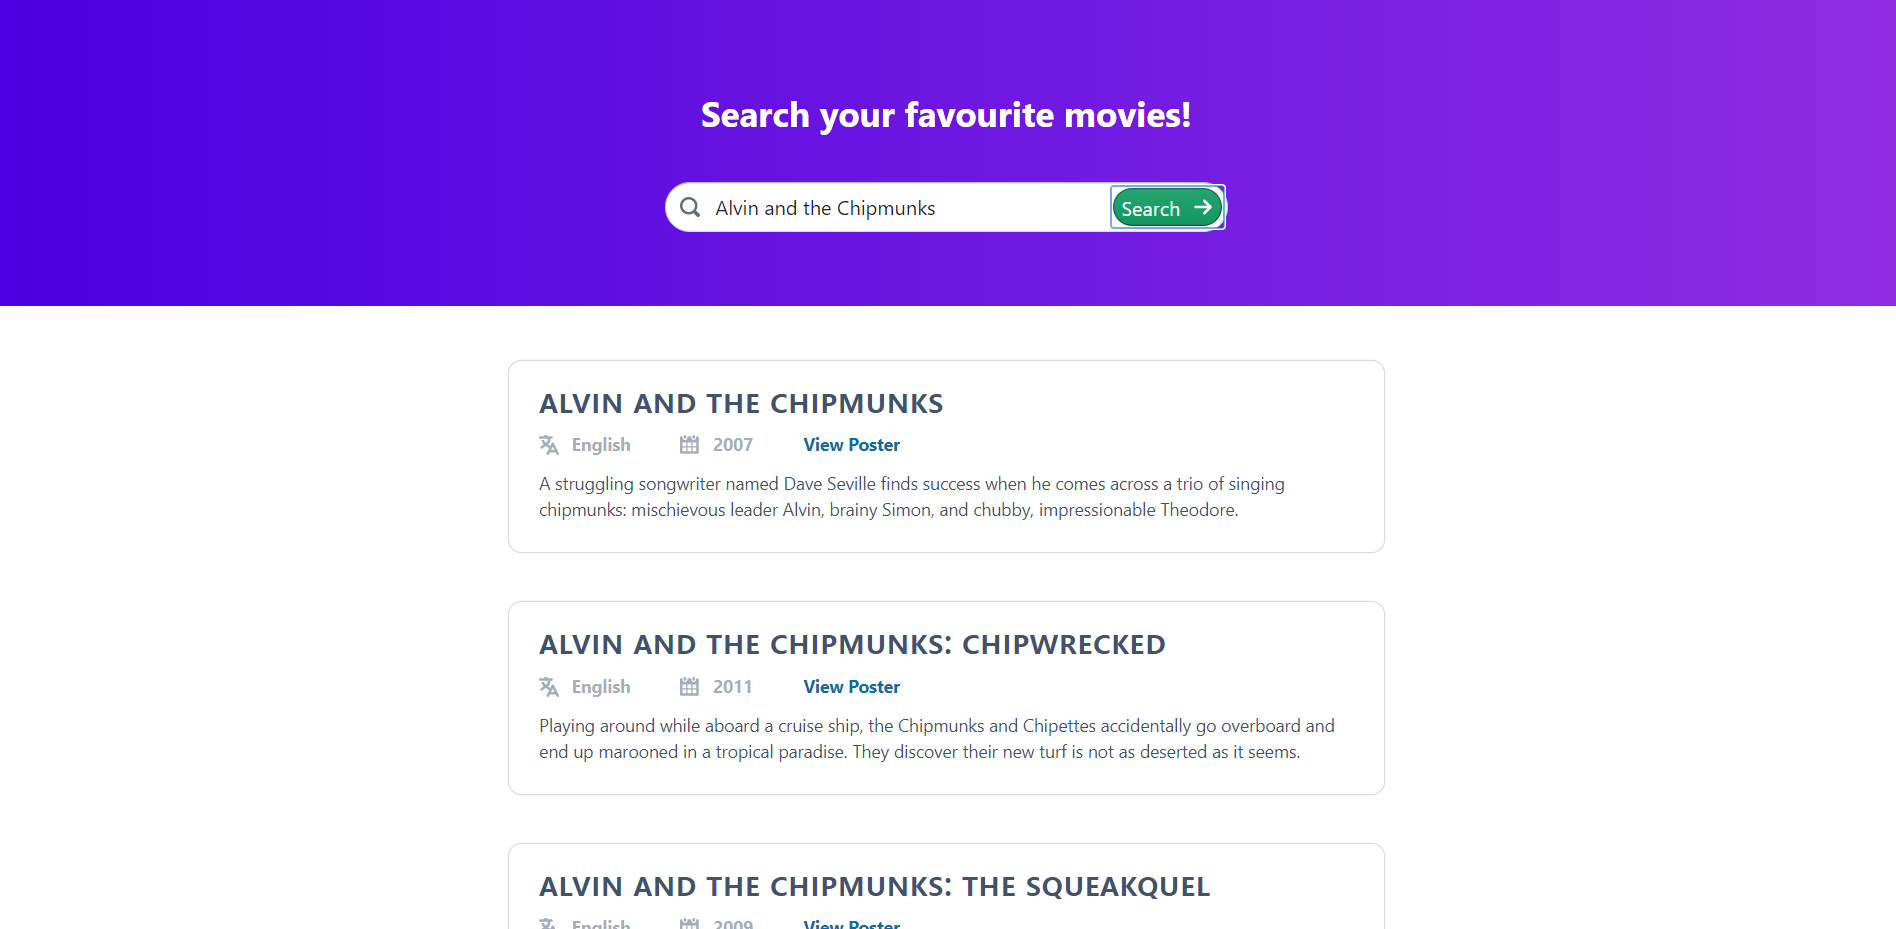 Search your favourite movies!
Alvin and the Chipmunks
Search
ALVIN AND THE CHIPMUNKS
English 2007 View Poster
A struggling songwriter named Dave Seville finds success when he comes across a trio of singing
chipmunks: mischievous leader Alvin, brainy Simon, and chubby, impressionable Theodore.
ALVIN AND THE CHIPMUNKS: CHIPWRECKED
English 2011 View Poster
Playing around while aboard a cruise ship, the Chipmunks and Chipettes accidentally go overboard and
end up marooned in a tropical paradise. They discover their new turf is not as deserted as it seems.
ALVIN AND THE CHIPMUNKS: THE SQUEAKQUEL
English 2009 View Poster